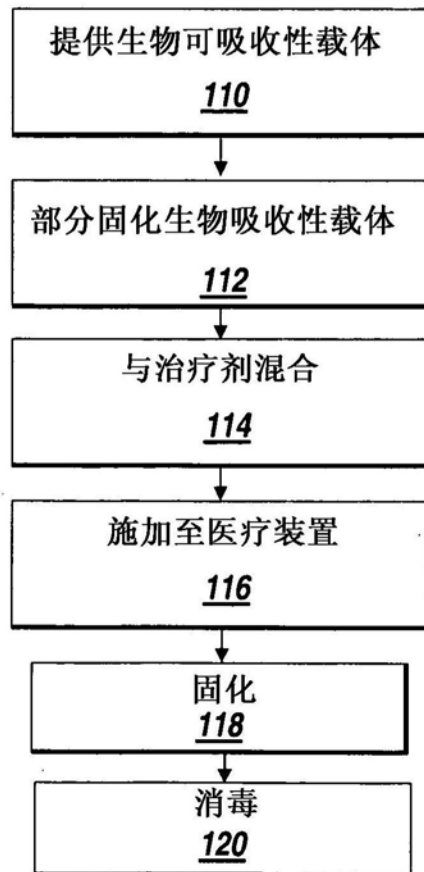 提供生物可吸收性载体
110
部分固化生物吸收性载体
112
与治疗剂混合
114
施加至医疗装置
116
固化
118
消毒
120